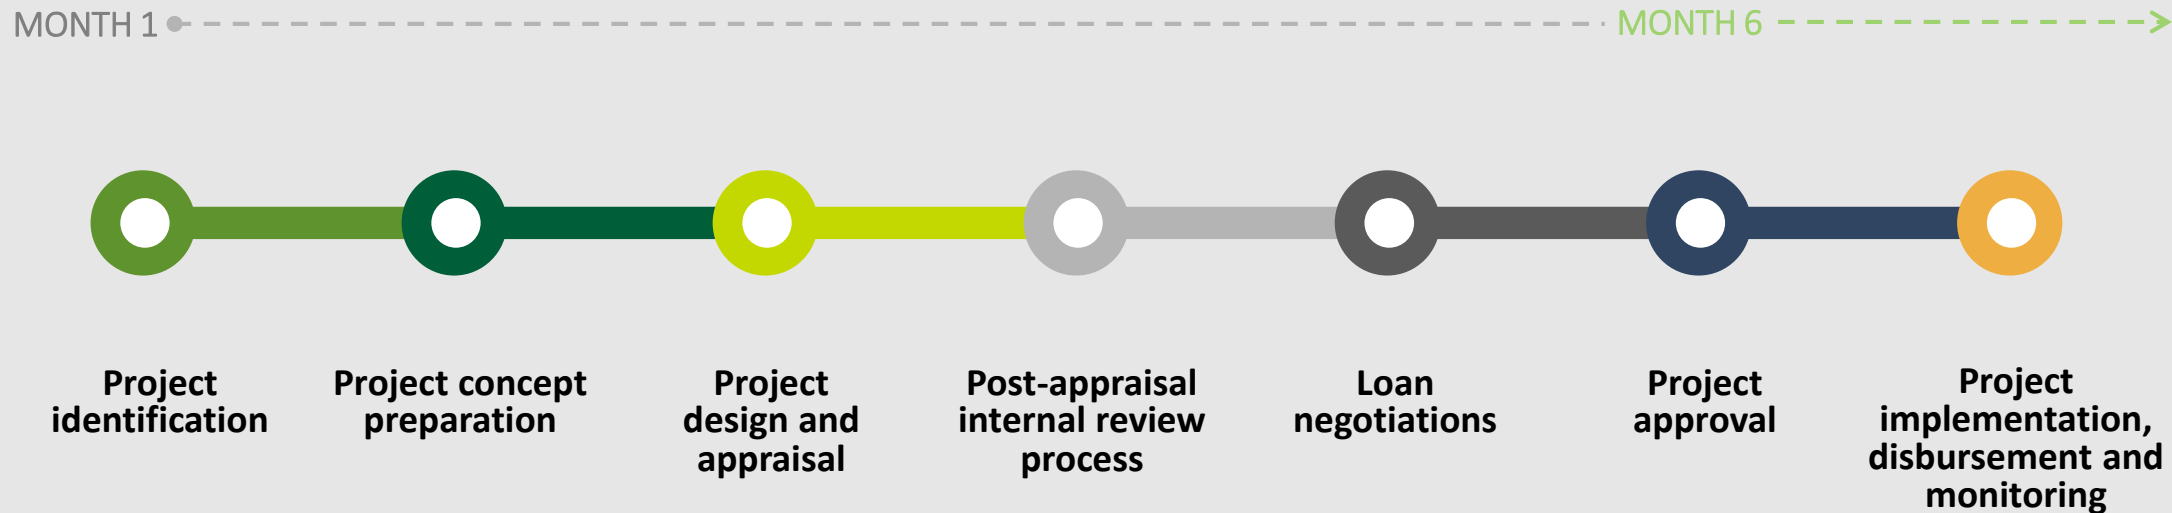 MONTH 1
MONTH 6
Project
identification
Project concept
preparation
Project
design and
appraisal
Post-appraisal
internal review
process
Loan
negotiations
Project
approval
Project
implementation,
disbursement and
monitoring